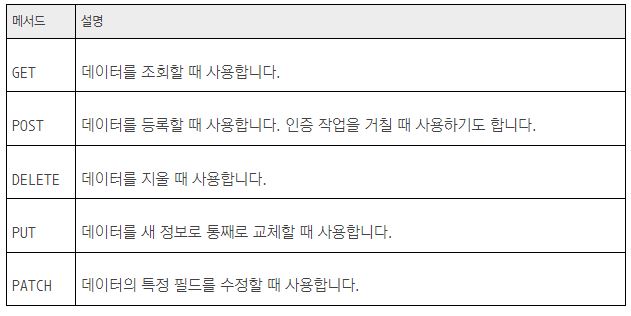 메서드 설명
GET 데이터를 조회할 때 사용합니다.
POST 데이터를 등록할 때 사용합니다. 인증 작업을 거칠 때 사용하기도 합니다.
DELETE 데이터를 지울 때 사용합니다.
PUT 데이터를 새 정보로 통째로 교체할 때 사용합니다.
PATCH 데이터의 특정 필드를 수정할 때 사용합니다.